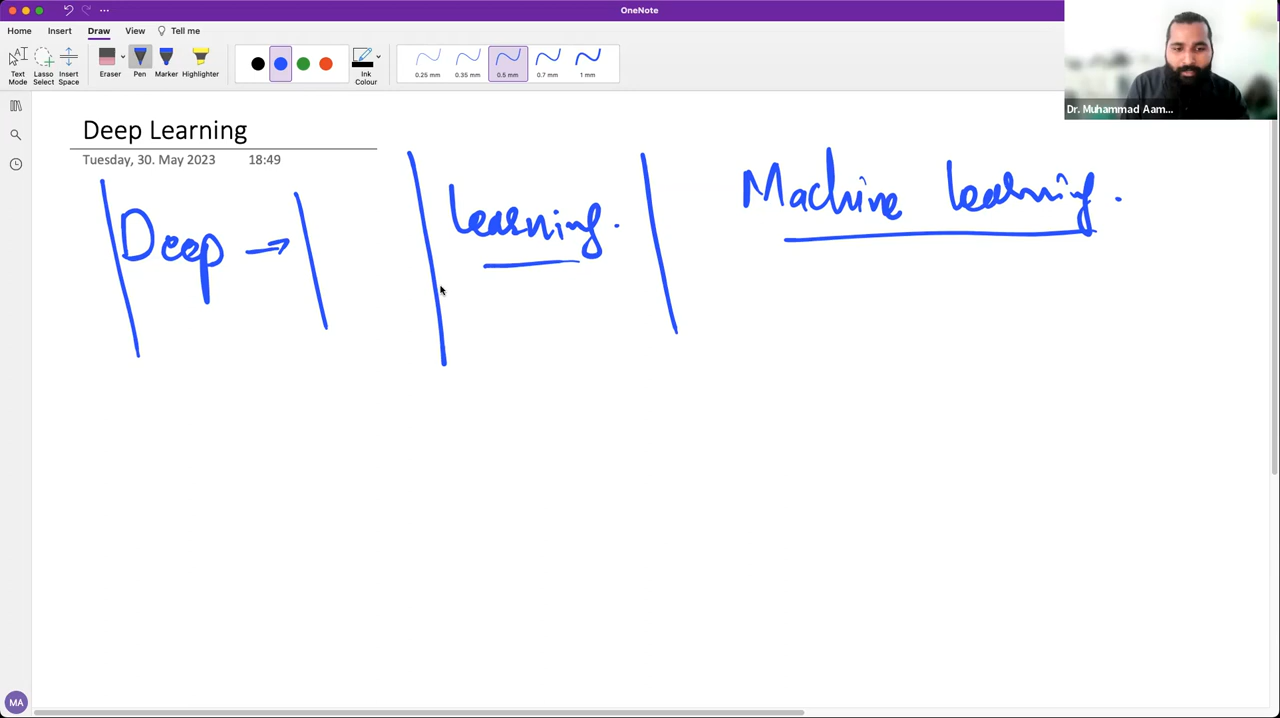 OneNote
Home Insert Draw View Tell me
Text Mode
Lasso Select
Insert Space
Eraser
Pen
Marker
Highlighter
Ink Colour
0.25 mm
0.35 mm
0.5 mm
0.7 mm
1 mm
Dr. Muhammad Aam...
Deep Learning
Tuesday, 30. May 2023 18:49
Deep → learning. Machine learning.
MA